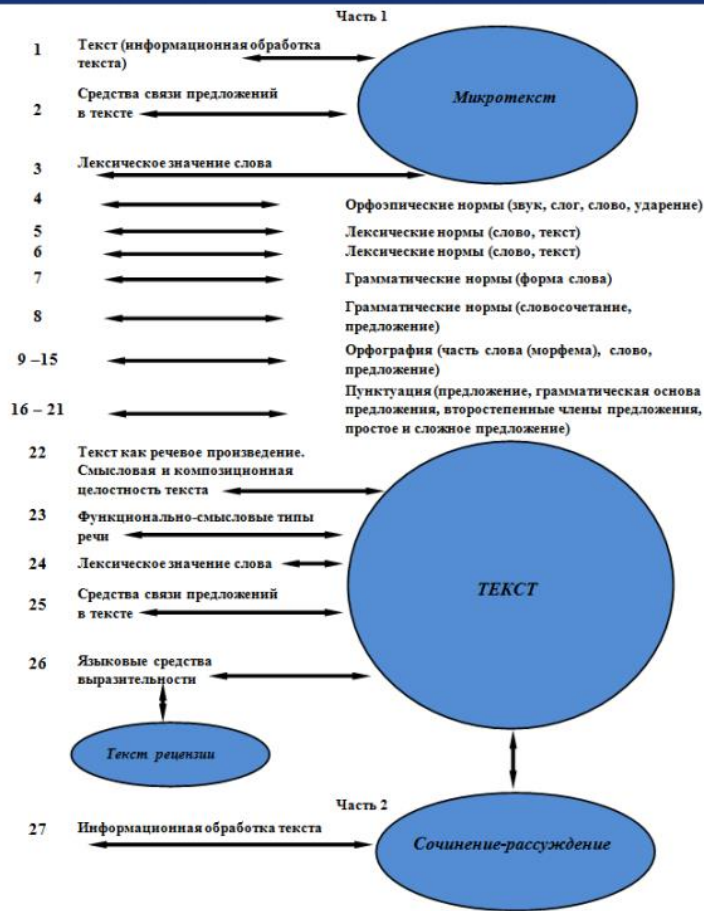 Часть 1
1 Текст (информационная обработка
текста)
Микротекст
2 Средства связи предложений
в тексте
3 Лексическое значение слова
4 Орфоэпические нормы (звук, слог, слово, ударение)
5 Лексические нормы (слово, текст)
6 Лексические нормы (слово, текст)
7 Грамматические нормы (форма слова)
8 Грамматические нормы (словосочетание,
предложение)
9 –15 Орфография (часть слова (морфема), слово,
предложение)
16 – 21 Пунктуация (предложение, грамматическая основа
предложения, второстепенные члены предложения,
простое и сложное предложение)
22 Текст как речевое произведение.
Смысловая и композиционная
целостность текста
23 Функционально-смысловые типы
речи
24 Лексическое значение слова
ТЕКСТ
25 Средства связи предложений
в тексте
26 Языковые средства
выразительности
Текст рецензии
Часть 2
27 Информационная обработка текста
Сочинение-рассуждение